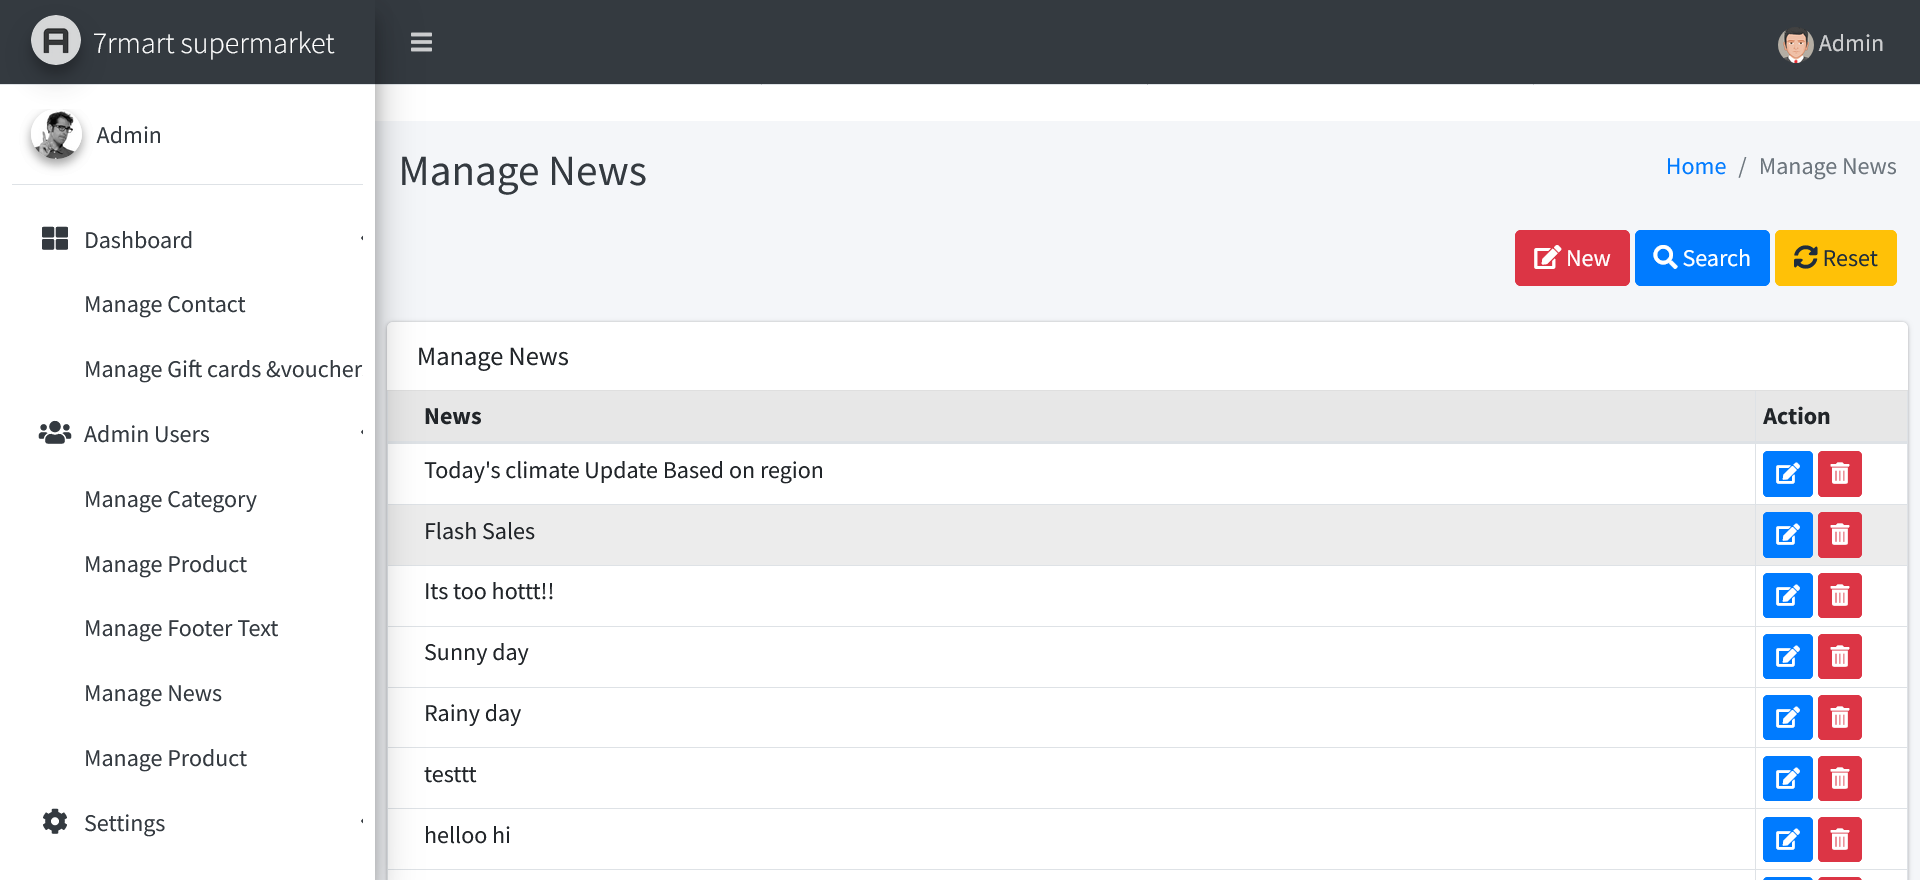 7rmart supermarket
Admin
Admin
Dashboard
Manage Contact
Manage Gift cards &voucher
Admin Users
Manage Category
Manage Product
Manage Footer Text
Manage News
Manage Product
Settings
Manage News
Home / Manage News
New Search Reset
Manage News
News Action
Today's climate Update Based on region
Flash Sales
Its too hottt!!
Sunny day
Rainy day
testtt
helloo hi